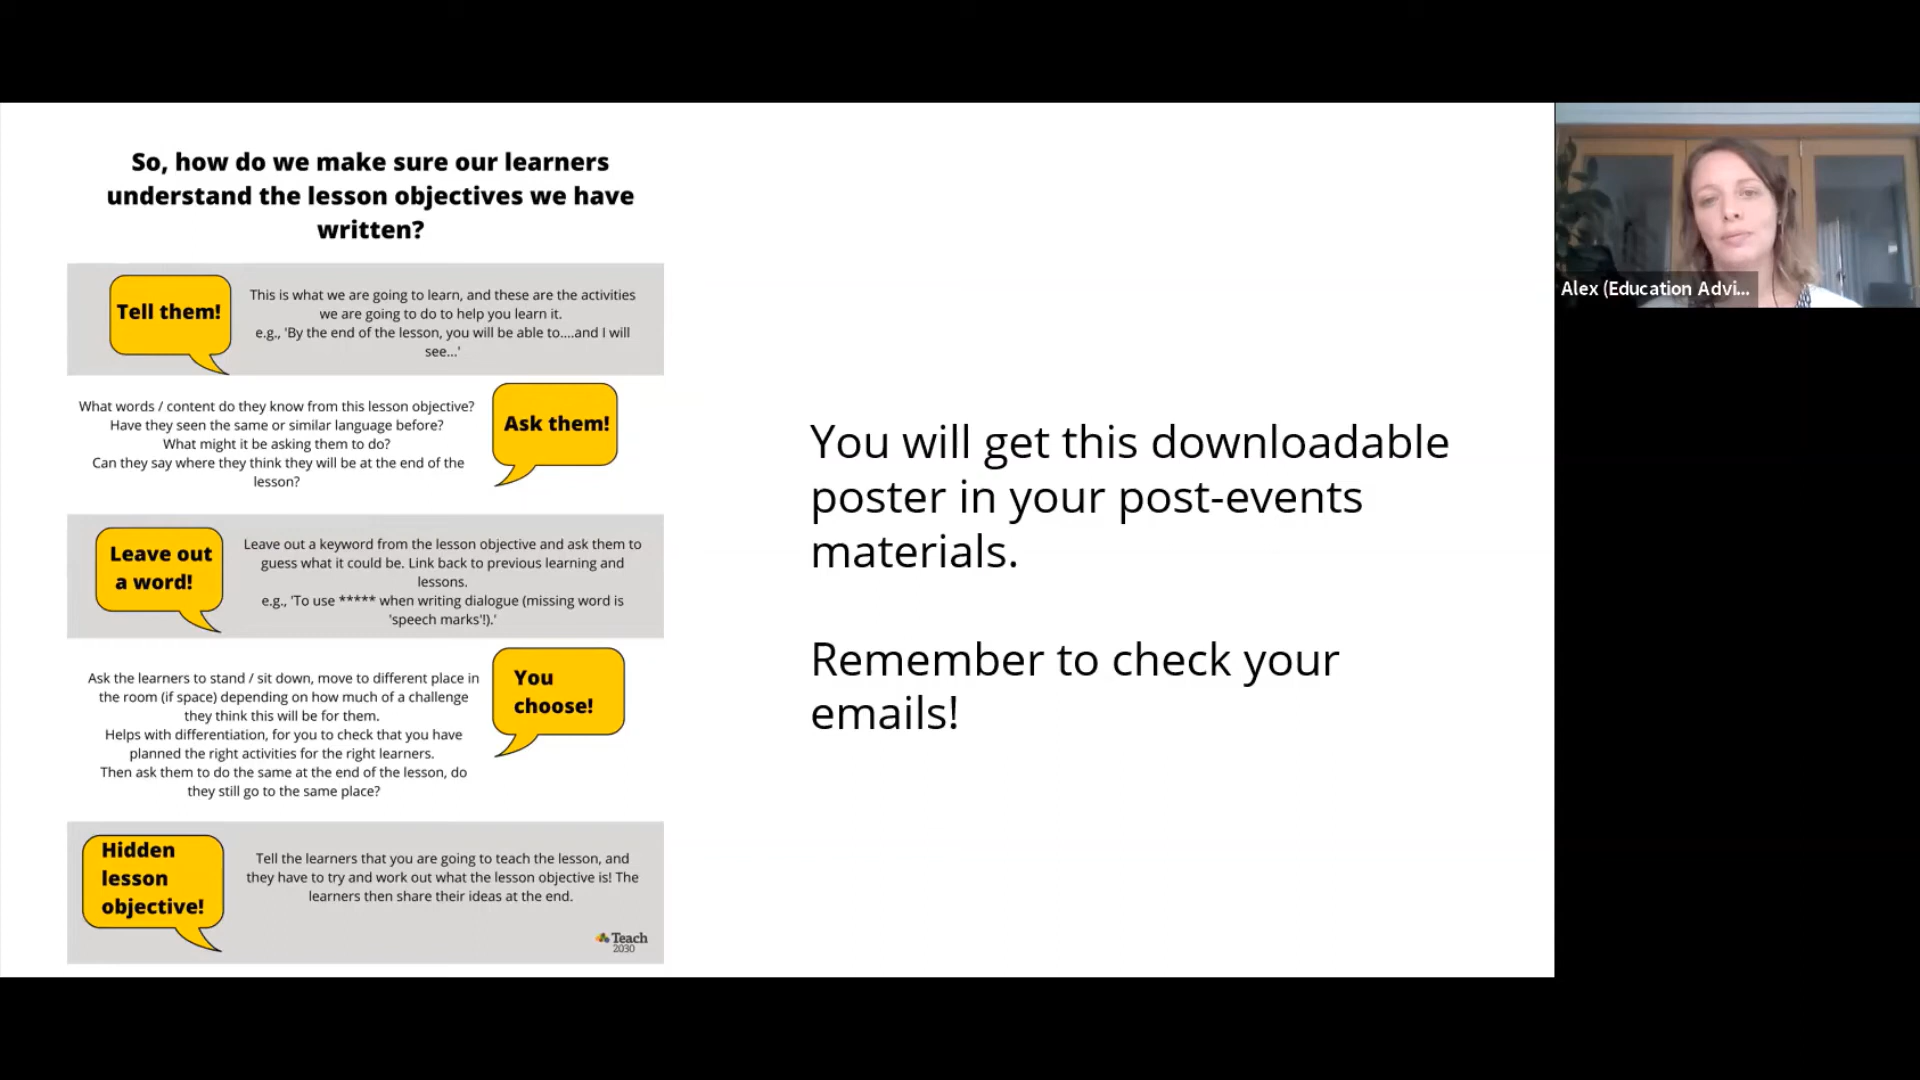 So, how do we make sure our learners
understand the lesson objectives we have
written?
Tell them!
This is what we are going to learn, and these are the activities
we are going to do to help you learn it.
e.g., 'By the end of the lesson, you will be able to....and I will
see...'
What words / content do they know from this lesson objective?
Have they seen the same or similar language before?
What might it be asking them to do?
Can they say where they think they will be at the end of the
lesson?
Ask them!
Leave out
a word!
Leave out a keyword from the lesson objective and ask them to
guess what it could be. Link back to previous learning and
lessons.
e.g., 'To use ***** when writing dialogue (missing word is
'speech marks'!).'
Ask the learners to stand / sit down, move to different place in
the room (if space) depending on how much of a challenge
they think this will be for them.
Helps with differentiation, for you to check that you have
planned the right activities for the right learners.
Then ask them to do the same at the end of the lesson, do
they still go to the same place?
You
choose!
Hidden
lesson
objective!
Tell the learners that you are going to teach the lesson, and
they have to try and work out what the lesson objective is! The
learners then share their ideas at the end.
Teach
2030
You will get this downloadable
poster in your post-events
materials.
Remember to check your
emails!
Alex (Education Advi...